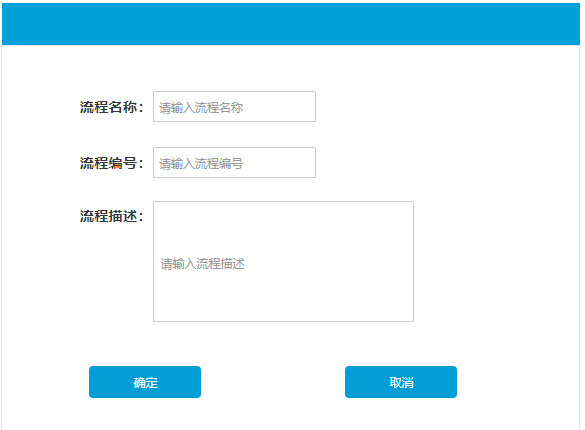 流程名称： 请输入流程名称
流程编号： 请输入流程编号
流程描述： 请输入流程描述
确定 取消